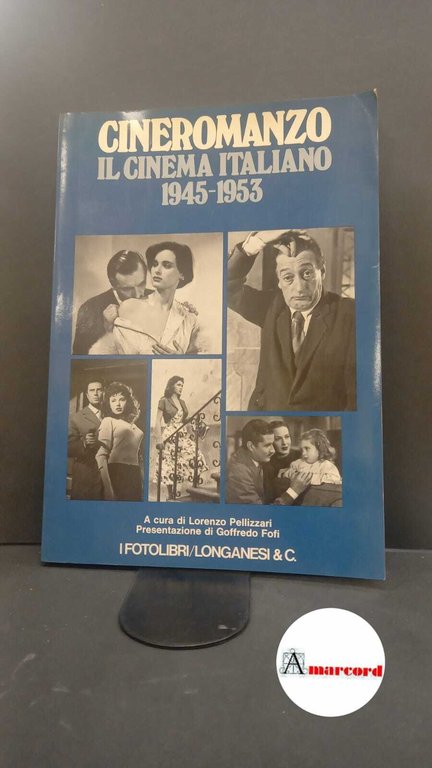 CINEROMANZO
IL CINEMA ITALIANO
1945-1953
A cura di Lorenzo Pellizzari
Presentazione di Goffredo Fofi
I FOTOLIBRI/LONGANESI & C.
Amarcord